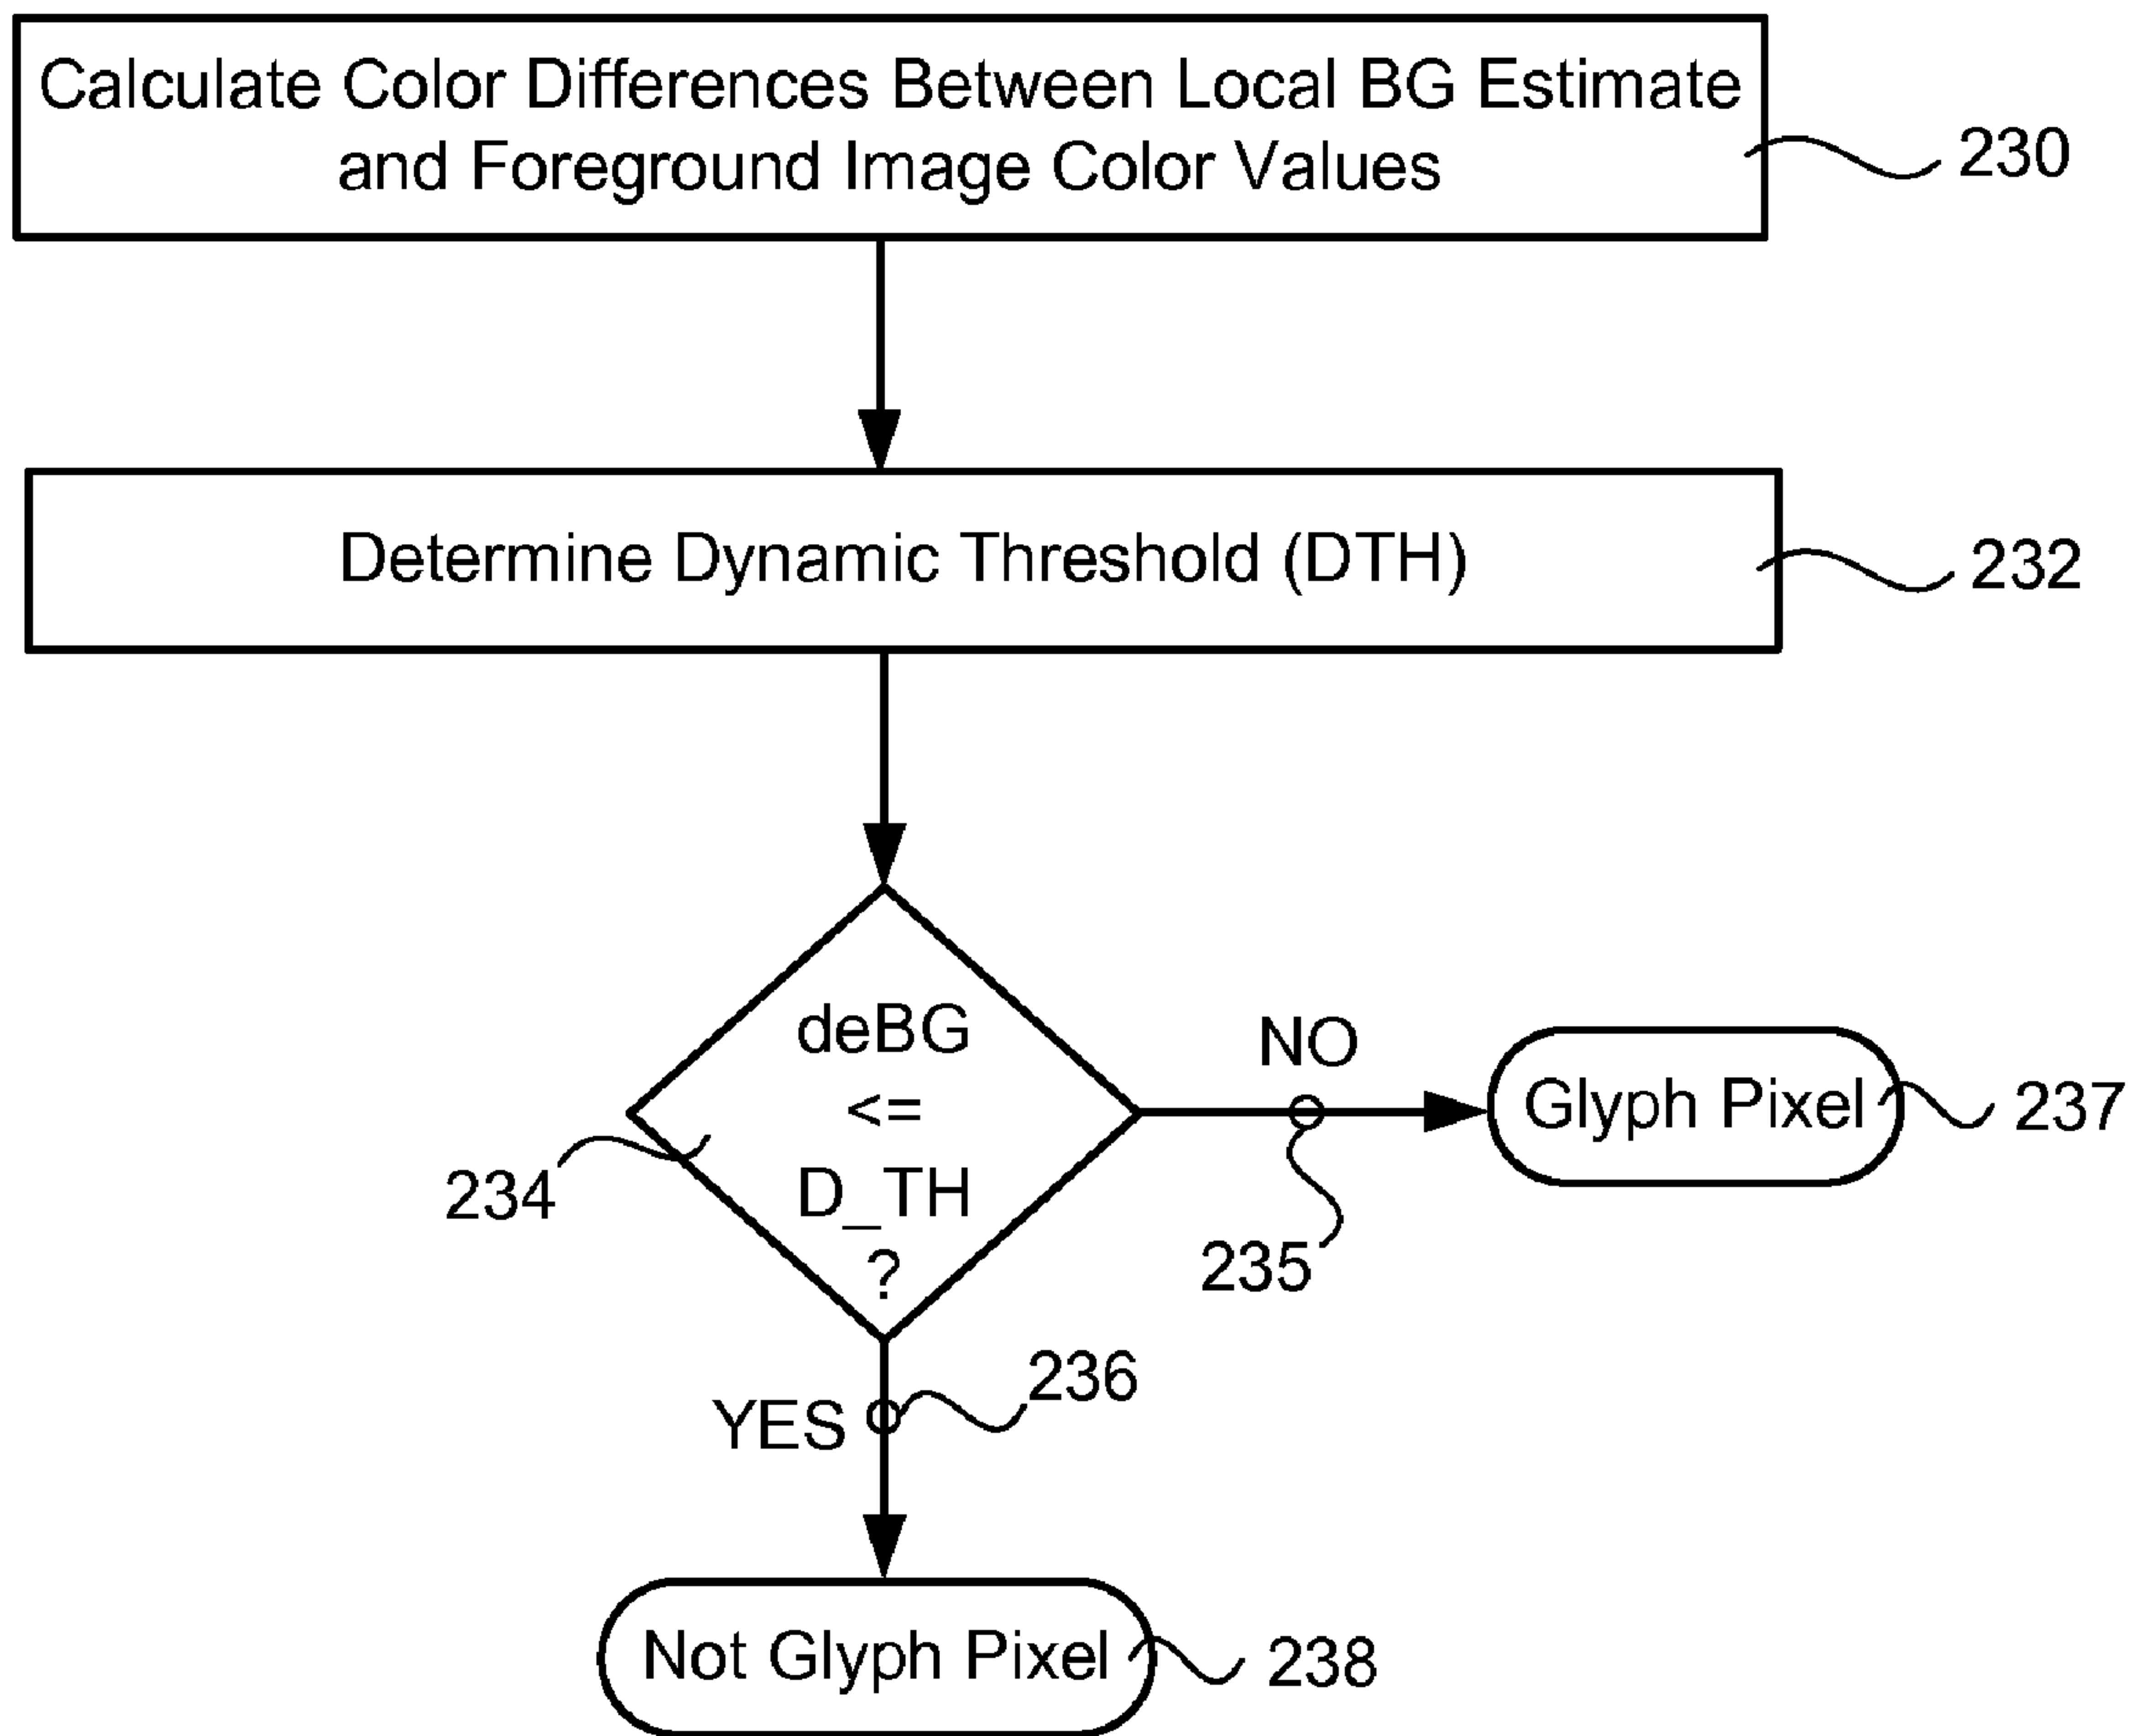 Calculate Color Differences Between Local BG Estimate
and Foreground Image Color Values
230
Determine Dynamic Threshold (DTH)
232
deBG
<=
D_TH
?
234
NO
235
Glyph Pixel
237
YES
236
Not Glyph Pixel
238